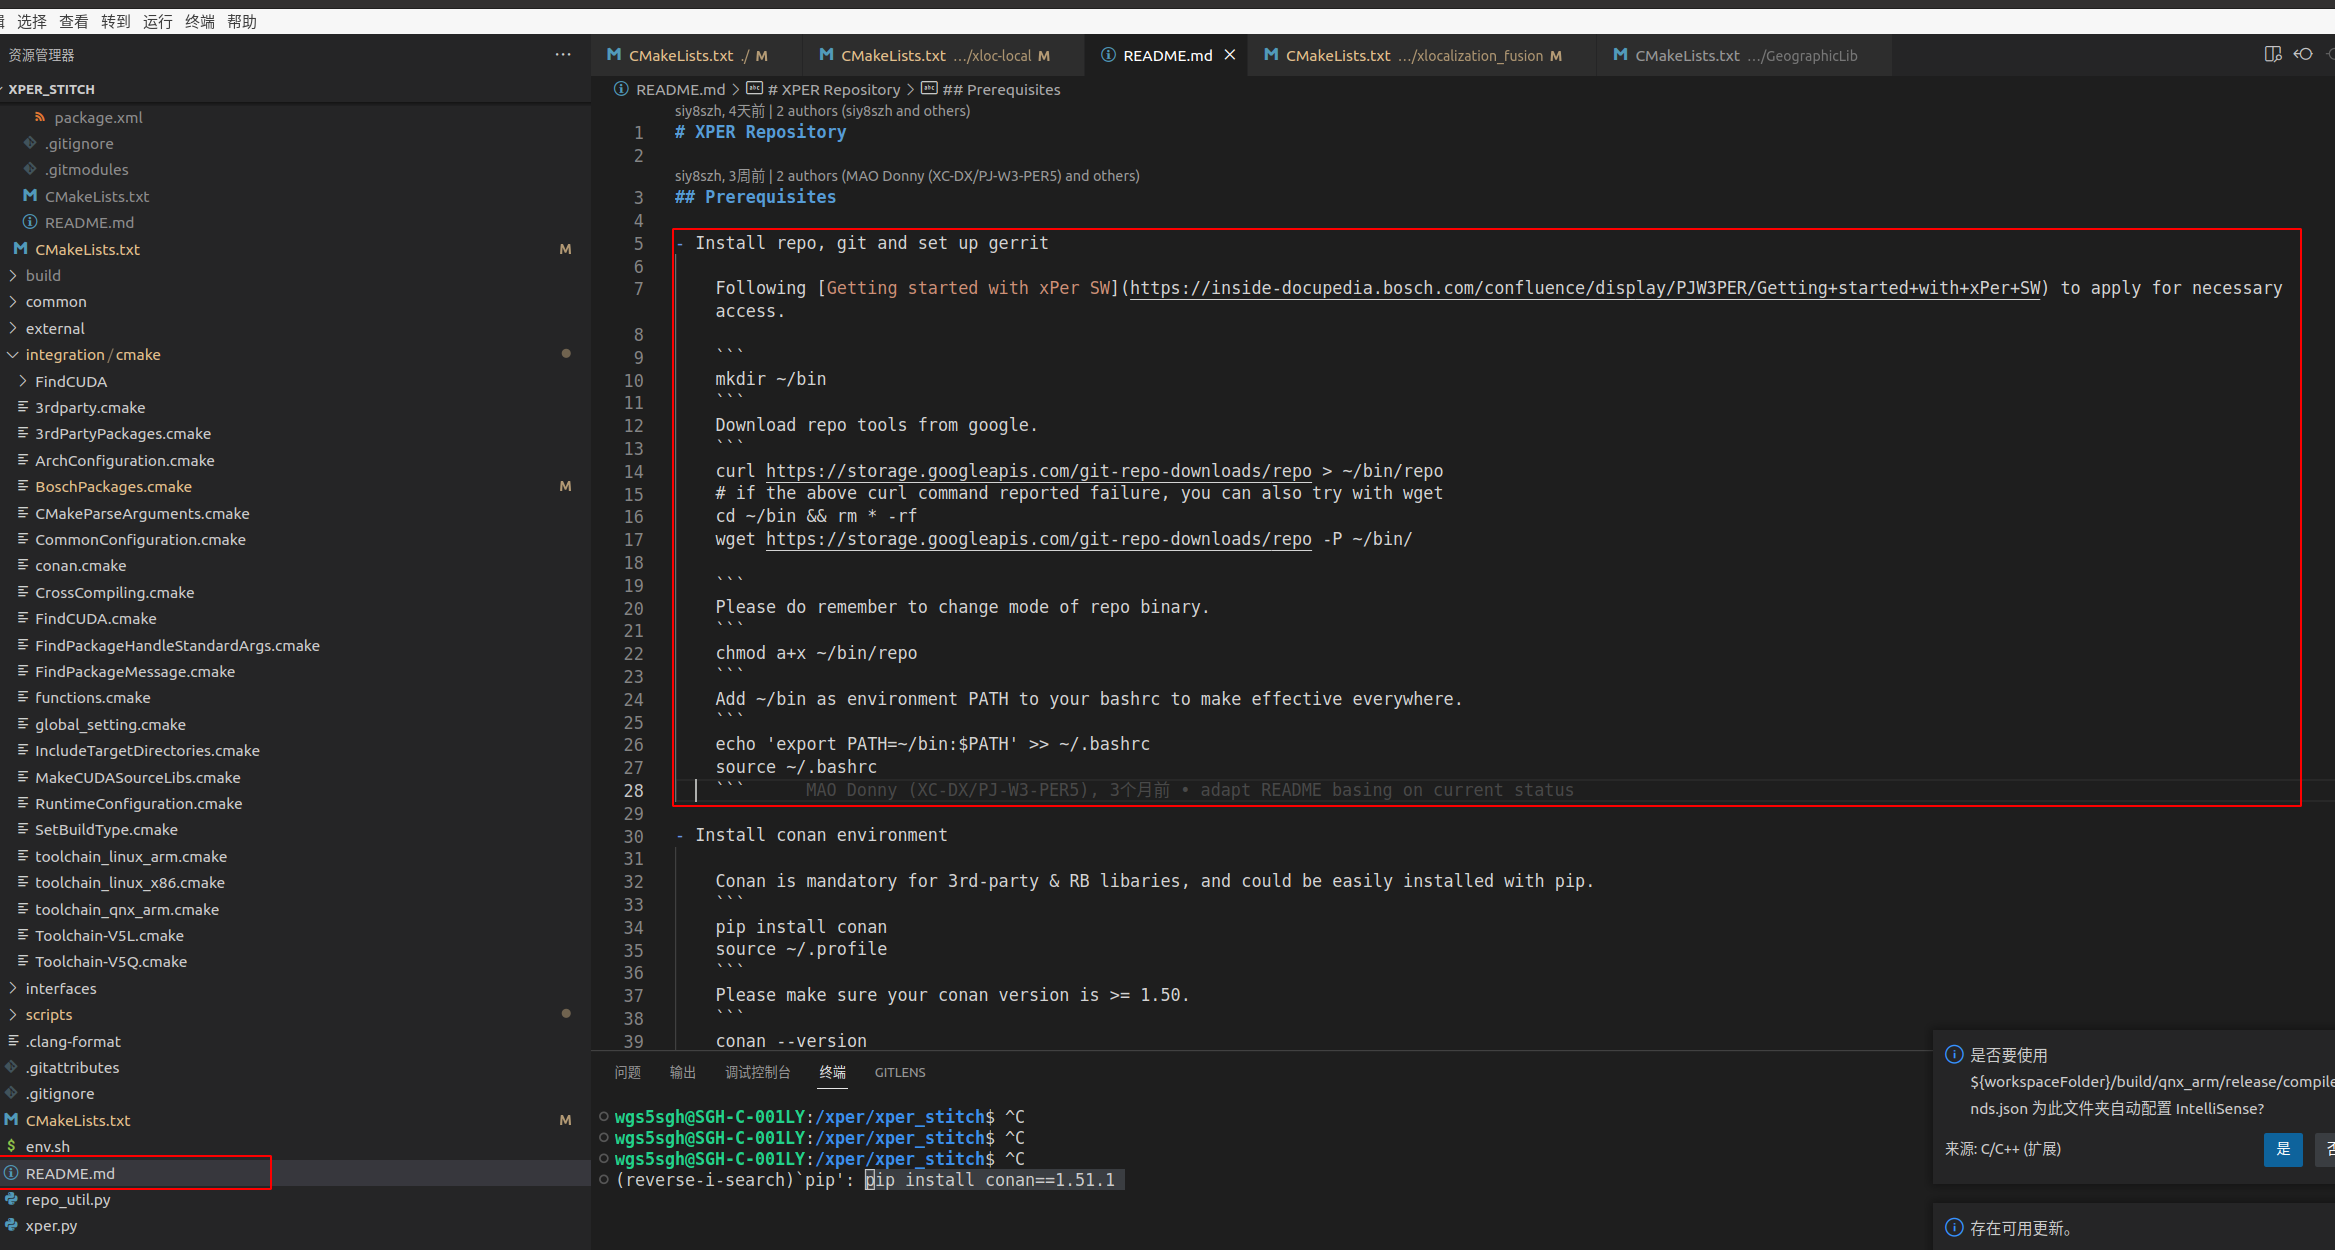 选择 查看 转到 运行 终端 帮助
资源管理器 ···
XPER_STITCH
package.xml
.gitignore
.gitmodules
CMakeLists.txt
README.md
CMakeLists.txt M
build
common
external
integration / cmake
FindCUDA
3rdparty.cmake
3rdPartyPackages.cmake
ArchConfiguration.cmake
BoschPackages.cmake M
CMakeParseArguments.cmake
CommonConfiguration.cmake
conan.cmake
CrossCompiling.cmake
FindCUDA.cmake
FindPackageHandleStandardArgs.cmake
FindPackageMessage.cmake
functions.cmake
global_setting.cmake
IncludeTargetDirectories.cmake
MakeCUDASourceLibs.cmake
RuntimeConfiguration.cmake
SetBuildType.cmake
toolchain_linux_arm.cmake
toolchain_linux_x86.cmake
toolchain_qnx_arm.cmake
Toolchain-V5L.cmake
Toolchain-V5Q.cmake
interfaces
scripts
.clang-format
.gitattributes
.gitignore
CMakeLists.txt M
env.sh
README.md
repo_util.py
xper.py
CMakeLists.txt ./ M
CMakeLists.txt .../xloc-local M
README.md
CMakeLists.txt .../xlocalization_fusion M
CMakeLists.txt .../GeographicLib
README.md > # XPER Repository > ## Prerequisites
siy8szh, 4天前 | 2 authors (siy8szh and others)
1 # XPER Repository
2
siy8szh, 3周前 | 2 authors (MAO Donny (XC-DX/PJ-W3-PER5) and others)
3 ## Prerequisites
4
5 - Install repo, git and set up gerrit
6
7 Following [Getting started with xPer SW](https://inside-docupedia.bosch.com/confluence/display/PJW3PER/Getting+started+with+xPer+SW) to apply for necessary
access.
8
9 ```
10 mkdir ~/bin
11 ```
12 Download repo tools from google.
13 ```
14 curl https://storage.googleapis.com/git-repo-downloads/repo > ~/bin/repo
15 # if the above curl command reported failure, you can also try with wget
16 cd ~/bin && rm * -rf
17 wget https://storage.googleapis.com/git-repo-downloads/repo -P ~/bin/
18
19 ```
20 Please do remember to change mode of repo binary.
21 ```
22 chmod a+x ~/bin/repo
23 ```
24 Add ~/bin as environment PATH to your bashrc to make effective everywhere.
25 ```
26 echo 'export PATH=~/bin:$PATH' >> ~/.bashrc
27 source ~/.bashrc
28 ``` MAO Donny (XC-DX/PJ-W3-PER5), 3个月前 • adapt README basing on current status
29
30 - Install conan environment
31
32 Conan is mandatory for 3rd-party & RB libaries, and could be easily installed with pip.
33 ```
34 pip install conan
35 source ~/.profile
36 ```
37 Please make sure your conan version is >= 1.50.
38 ```
39 conan --version
问题 输出 调试控制台 终端 GITLENS
wgs5sgh@SGH-C-001LY:/xper/xper_stitch$ ^C
wgs5sgh@SGH-C-001LY:/xper/xper_stitch$ ^C
wgs5sgh@SGH-C-001LY:/xper/xper_stitch$ ^C
(reverse-i-search)`pip': pip install conan==1.51.1
是否要使用
${workspaceFolder}/build/qnx_arm/release/compile
nds.json 为此文件夹自动配置 IntelliSense?
来源: C/C++ (扩展) 是
存在可用更新。